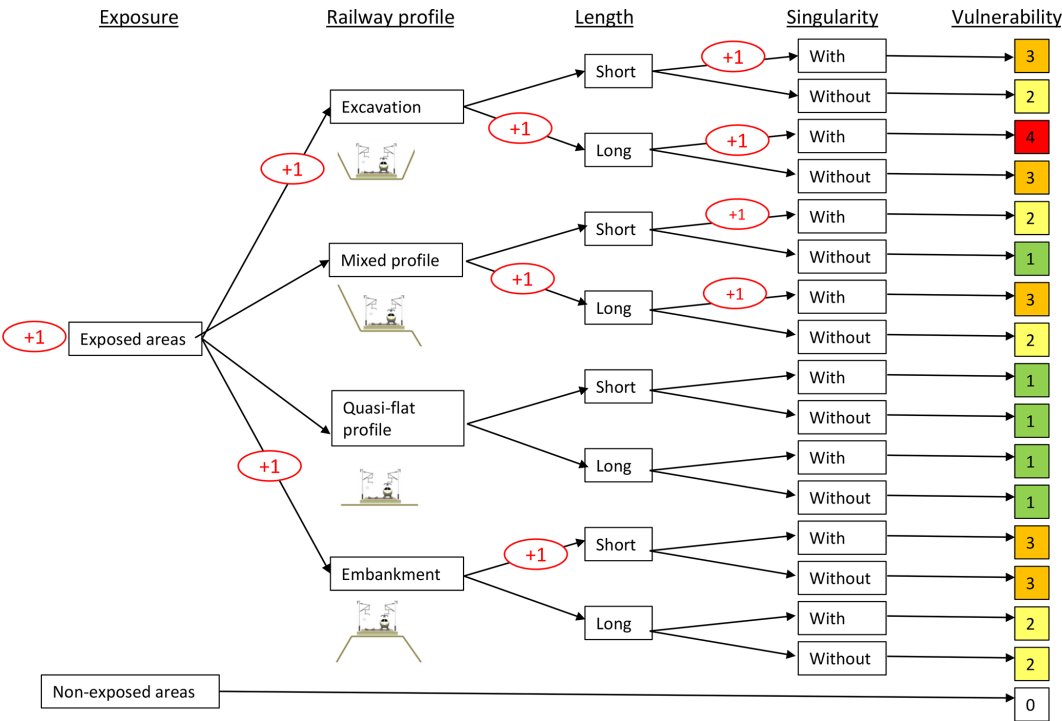 Exposure Railway profile Length Singularity Vulnerability
+1 With 3
Short
Without 2
Excavation
+1 +1 With 4
Long
+1 Without 3
+1 With 2
Short
Without 1
Mixed profile
+1 +1 With 3
Long
Without 2
+1 Exposed areas
With 1
Short
Without 1
Quasi-flat
profile
With 1
Long
Without 1
+1
With 3
+1 Short
Without 3
Embankment
With 2
Long
Without 2
Non-exposed areas 0